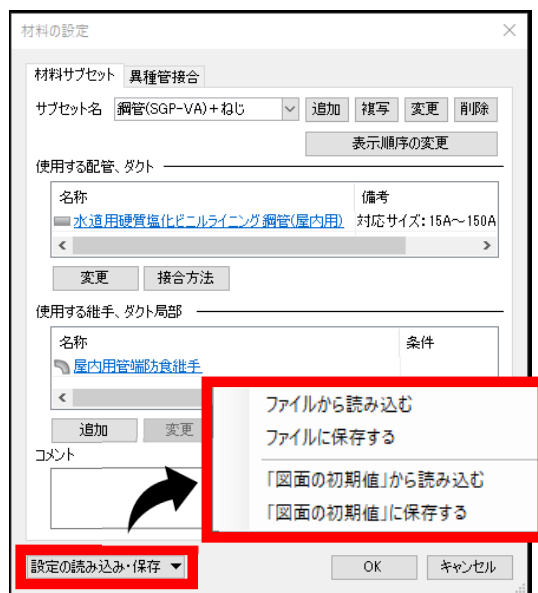 材料の設定
材料サブセット 異種管接合
サブセット名 鋼管(SGP-VA)+ねじ 追加 複写 変更 削除
表示順序の変更
使用する配管、ダクト
名称 備考
水道用硬質塩化ビニルライニング鋼管(屋内用) 対応サイズ:15A～150A
変更 接合方法
使用する継手、ダクト局部
名称 条件
屋内用管端防食継手
追加 変更
コメント
ファイルから読み込む
ファイルに保存する
「図面の初期値」から読み込む
「図面の初期値」に保存する
設定の読み込み・保存 ▼ OK キャンセル